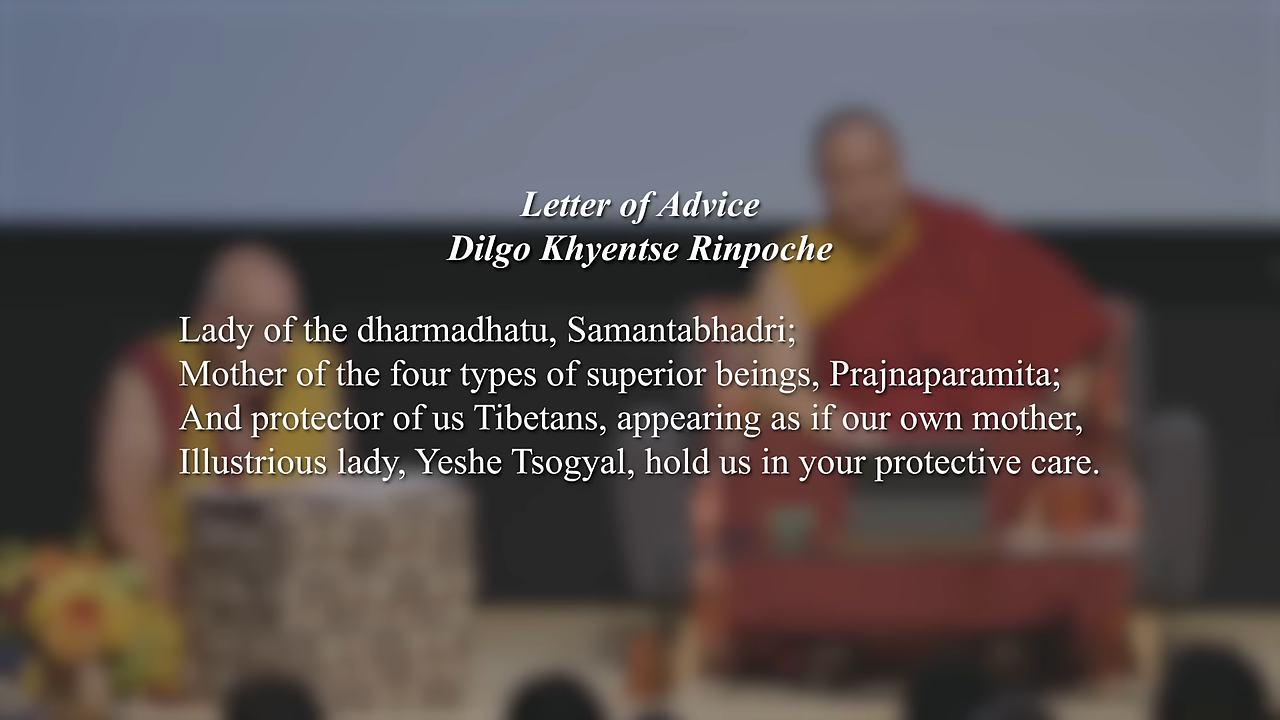 Letter of Advice
Dilgo Khyentse Rinpoche
Lady of the dharmadhatu, Samantabhadri;
Mother of the four types of superior beings, Prajnaparamita;
And protector of us Tibetans, appearing as if our own mother,
Illustrious lady, Yeshe Tsogyal, hold us in your protective care.